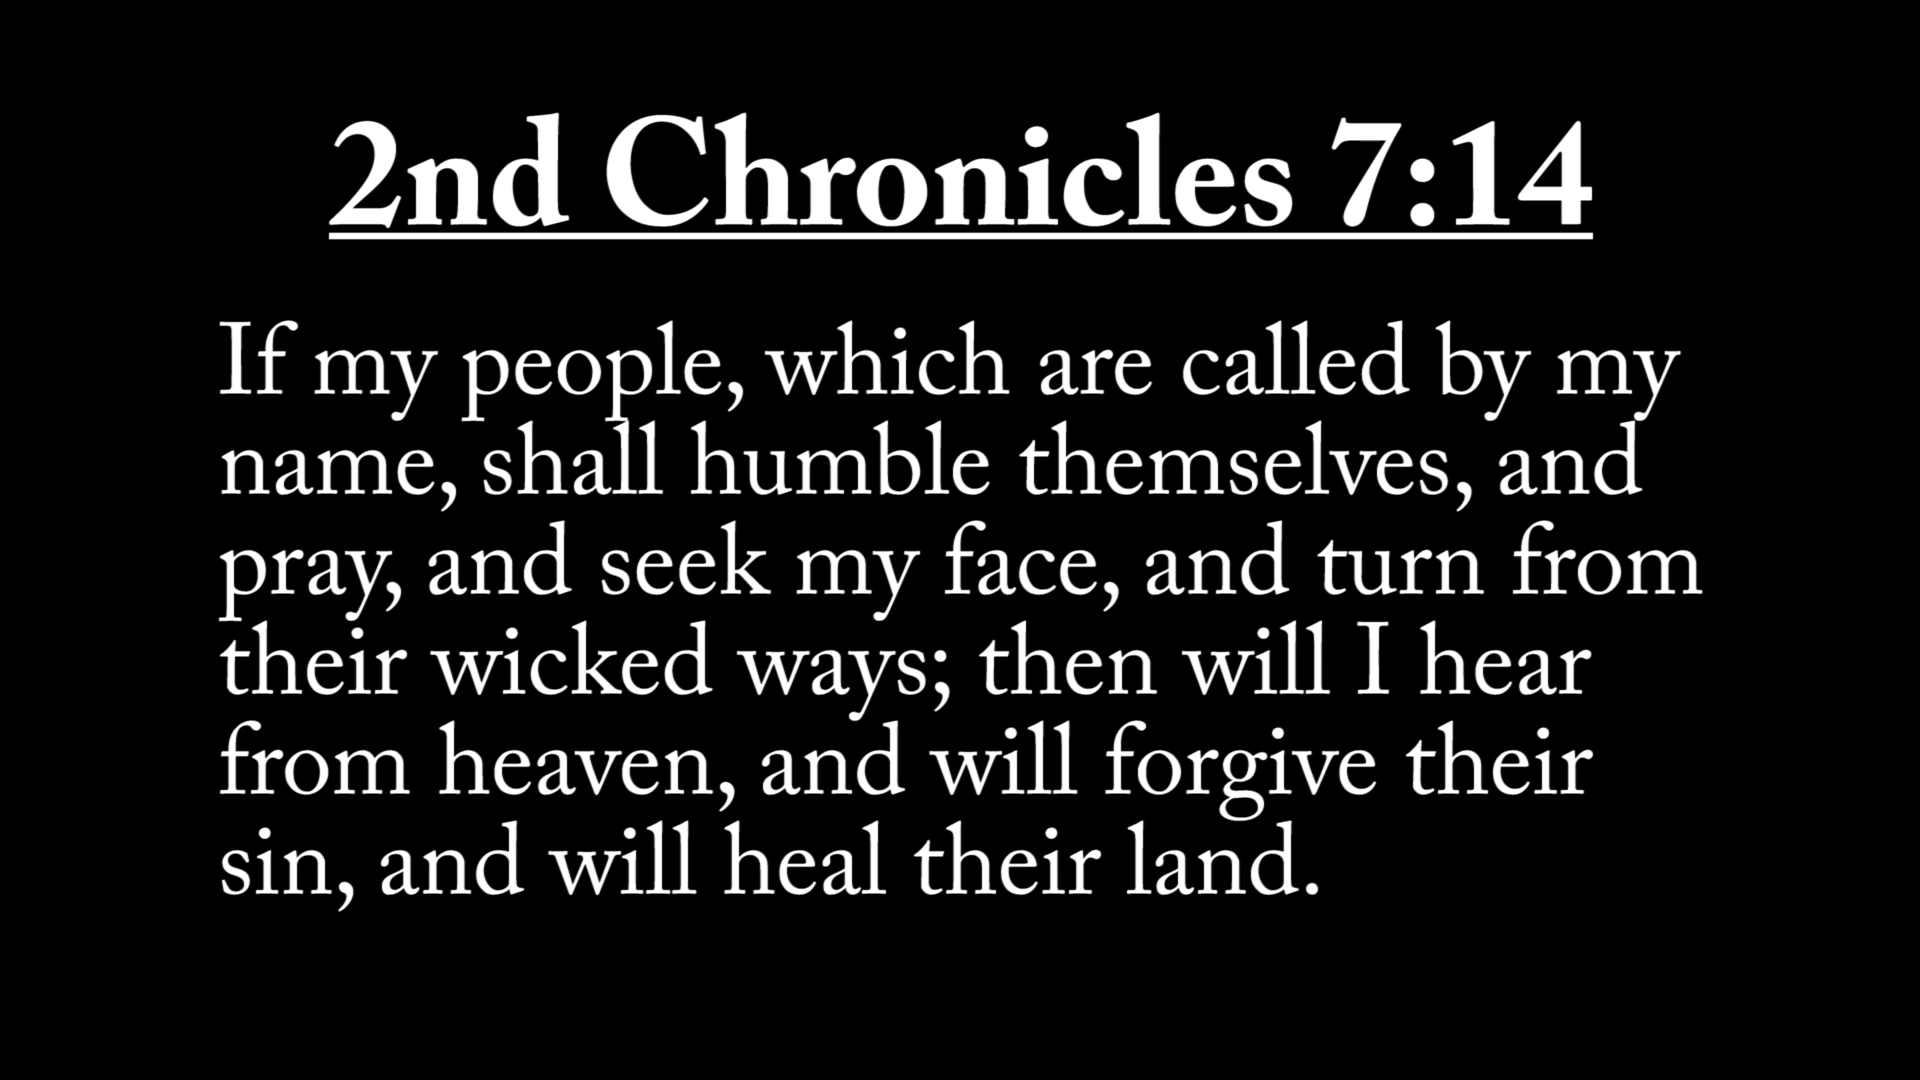 2nd Chronicles 7:14
If my people, which are called by my
name, shall humble themselves, and
pray, and seek my face, and turn from
their wicked ways; then will I hear
from heaven, and will forgive their
sin, and will heal their land.